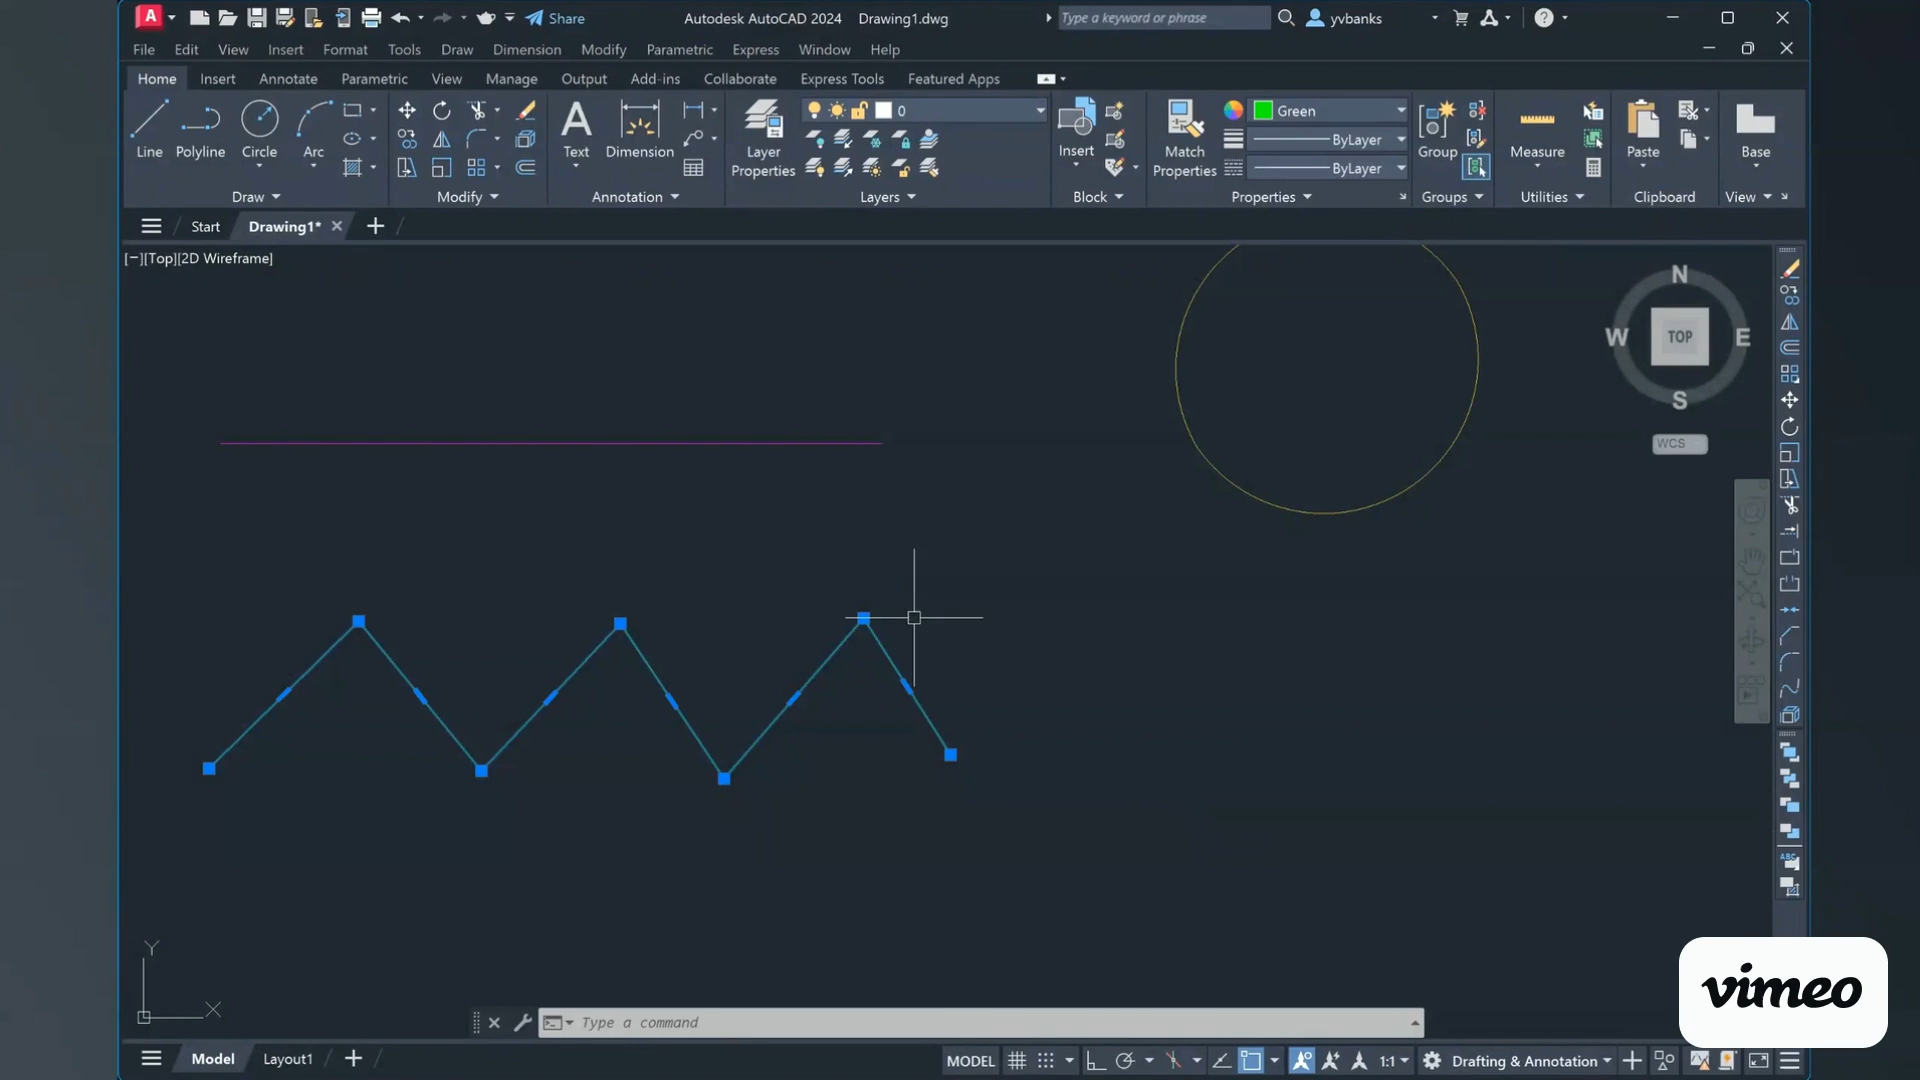 A Share Autodesk AutoCAD 2024 Drawing1.dwg Type a keyword or phrase yvbanks ?
File Edit View Insert Format Tools Draw Dimension Modify Parametric Express Window Help
Home Insert Annotate Parametric View Manage Output Add-ins Collaborate Express Tools Featured Apps
0 Green
Line Polyline Circle Arc A Text Dimension Layer Properties Insert Match Properties ByLayer Group Measure Paste Base
ByLayer
Draw Modify Annotation Layers Block Properties Groups Utilities Clipboard View
Start Drawing1* +
[−][Top][2D Wireframe]
N
W TOP E
S
WCS
ABC
Y
X
vimeo
Type a command
Model Layout1 + MODEL 1:1 Drafting & Annotation